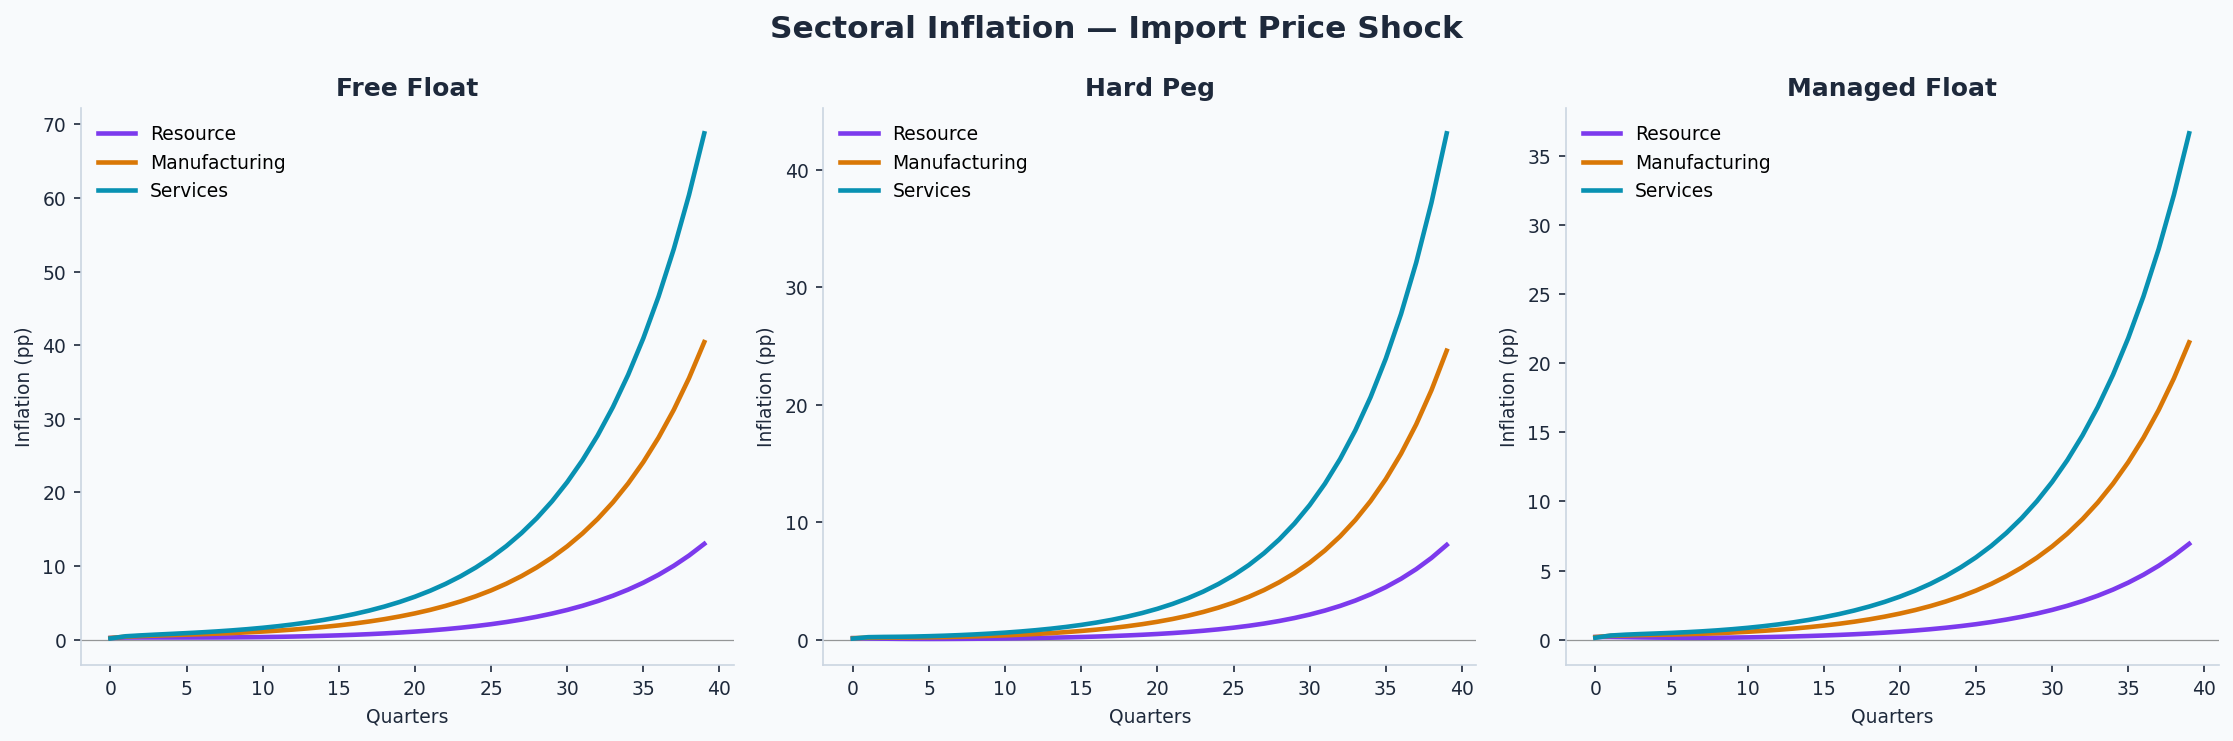 Sectoral Inflation — Import Price Shock
Free Float
Resource
Manufacturing
Services
Inflation (pp)
70
60
50
40
30
20
10
0
0 5 10 15 20 25 30 35 40
Quarters
Hard Peg
Resource
Manufacturing
Services
Inflation (pp)
40
30
20
10
0
0 5 10 15 20 25 30 35 40
Quarters
Managed Float
Resource
Manufacturing
Services
Inflation (pp)
35
30
25
20
15
10
5
0
0 5 10 15 20 25 30 35 40
Quarters